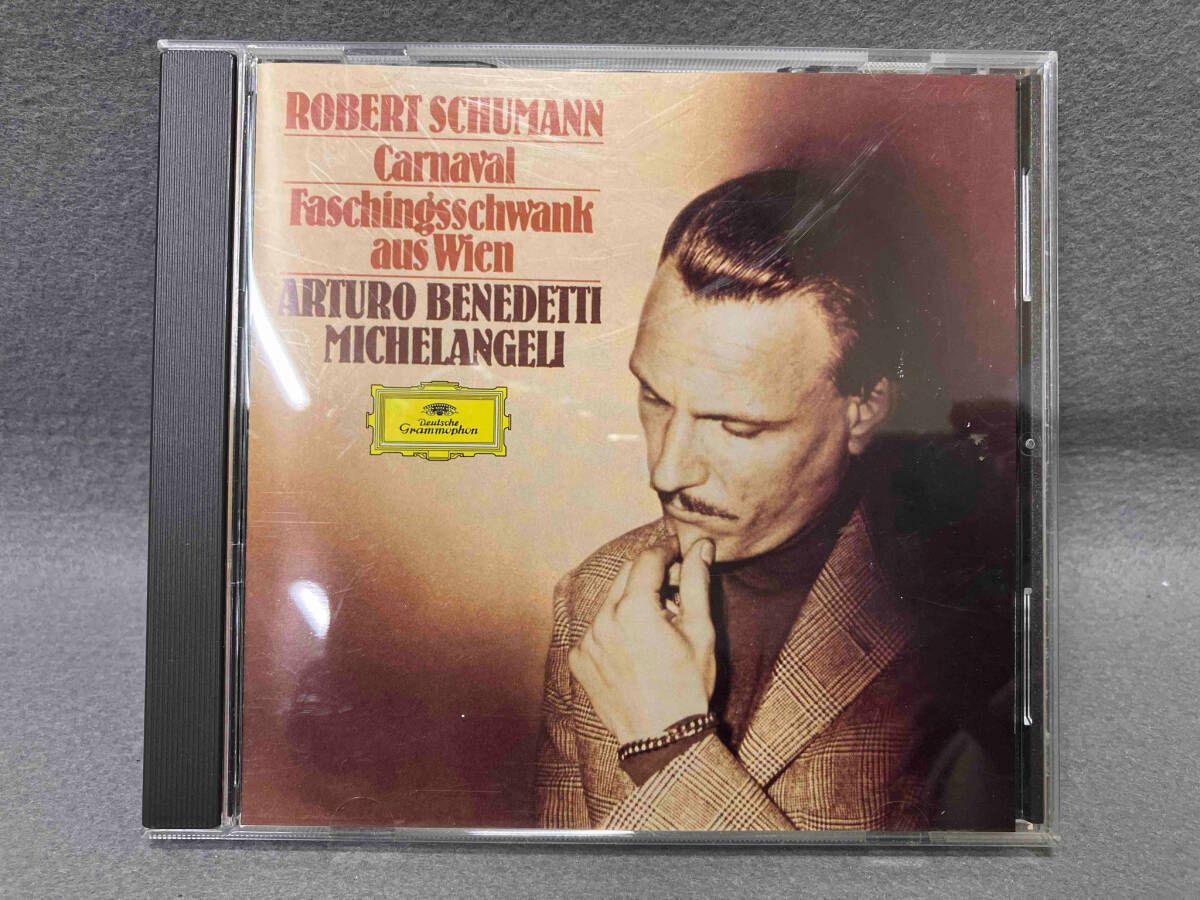 ROBERT SCHUMANN
Carnaval
Faschingsschwank
aus Wien
ARTURO BENEDETTI
MICHELANGELI
Deutsche
Grammophon